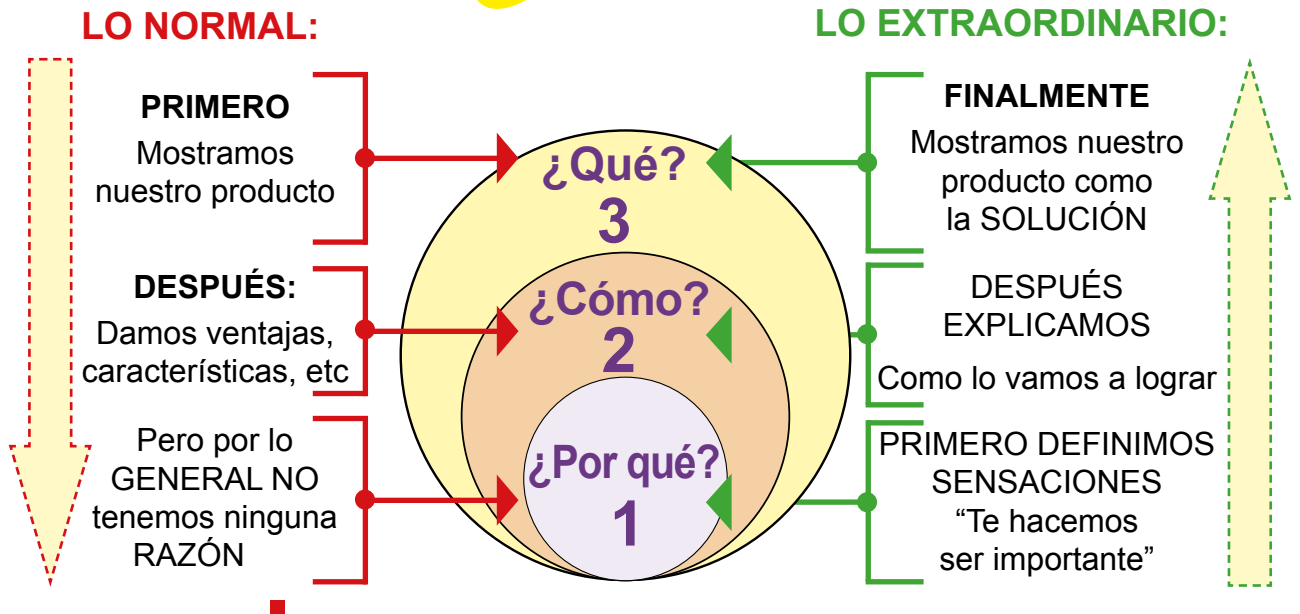 LO NORMAL:
PRIMERO
Mostramos
nuestro producto
DESPUÉS:
Damos ventajas,
características, etc
Pero por lo
GENERAL NO
tenemos ninguna
RAZÓN
¿Qué?
3
¿Cómo?
2
¿Por qué?
1
LO EXTRAORDINARIO:
FINALMENTE
Mostramos nuestro
producto como
la SOLUCIÓN
DESPUÉS
EXPLICAMOS
Como lo vamos a lograr
PRIMERO DEFINIMOS
SENSACIONES
“Te hacemos
ser importante”